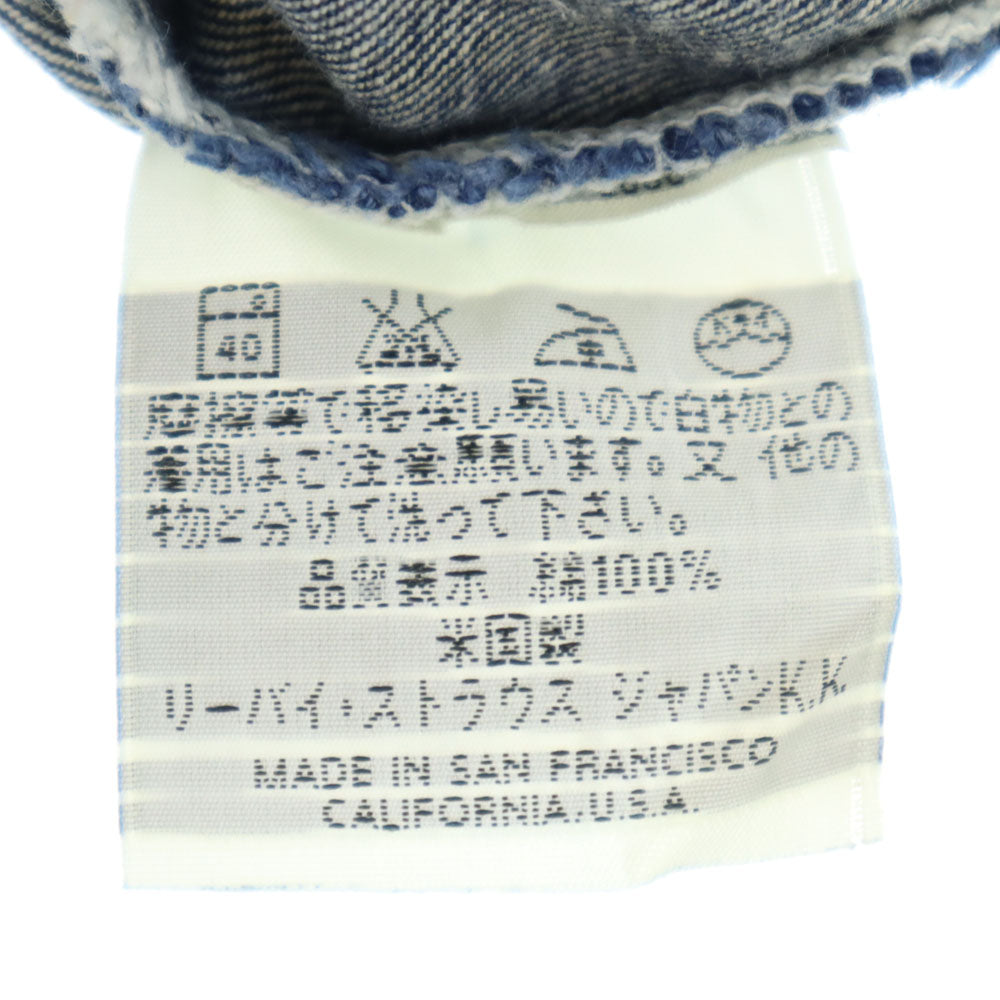 40
摩擦等で移染し易いので白物との
着用はご注意願います。又 他の
物と分けて洗って下さい。
品質表示 綿100%
米国製
リーバイ・ストラウス ジャパンK.K.
MADE IN SAN FRANCISCO
CALIFORNIA.U.S.A.